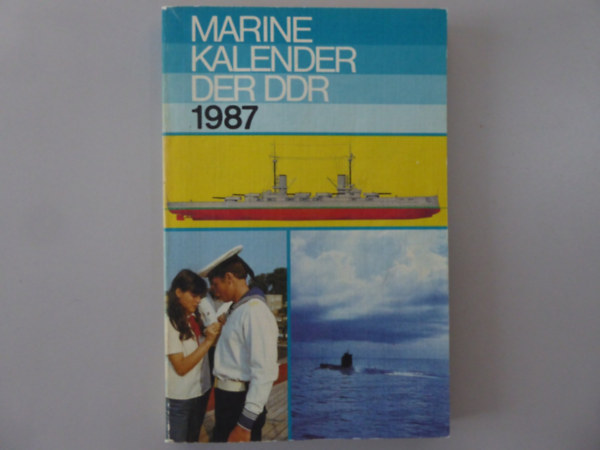 MARINE
KALENDER
DER DDR
1987